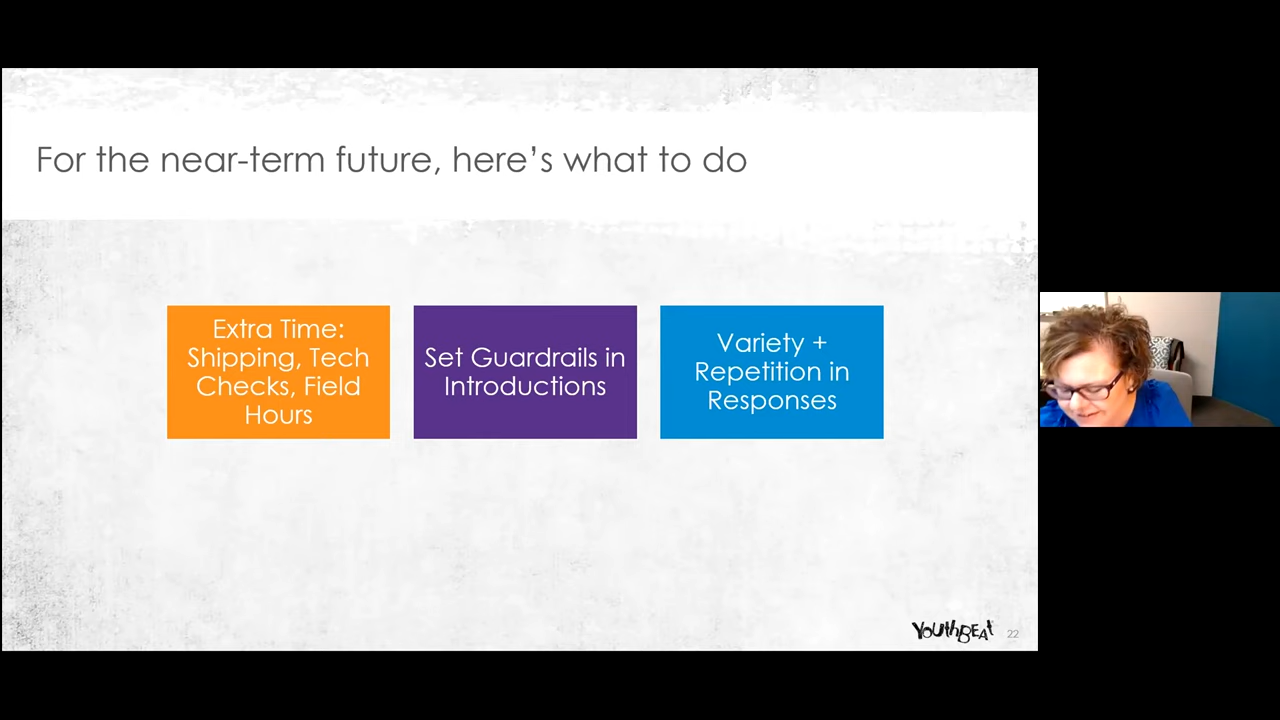 For the near-term future, here’s what to do
Extra Time:
Shipping, Tech
Checks, Field
Hours
Set Guardrails in
Introductions
Variety +
Repetition in
Responses
YouthBEAt
22